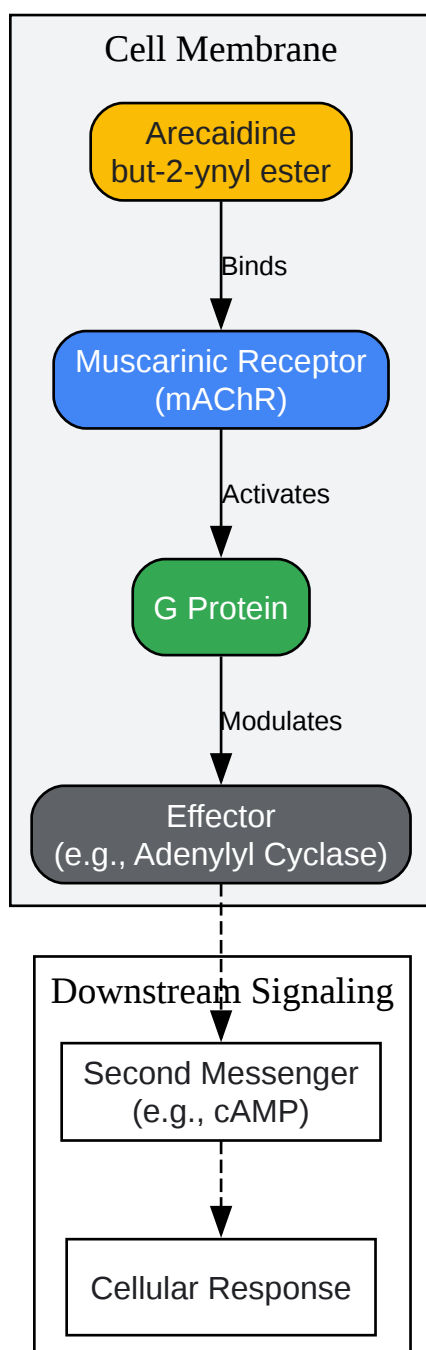 Cell Membrane
Arecaidine
but-2-ynyl ester
Binds
Muscarinic Receptor
(mAChR)
Activates
G Protein
Modulates
Effector
(e.g., Adenylyl Cyclase)
Downstream Signaling
Second Messenger
(e.g., cAMP)
Cellular Response